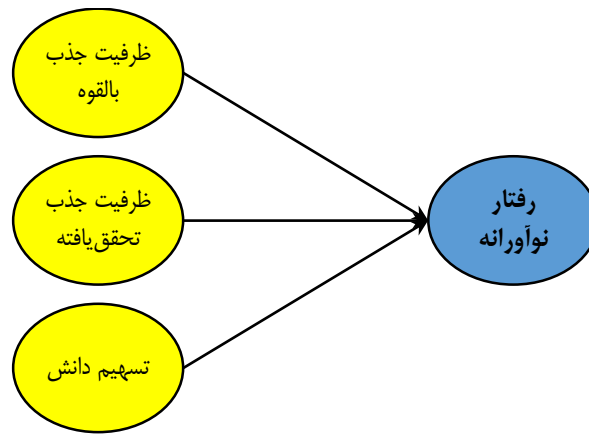 ظرفیت جذب
بالقوه
ظرفیت جذب
تحقق‌یافته
تسهیم دانش
رفتار
نوآورانه